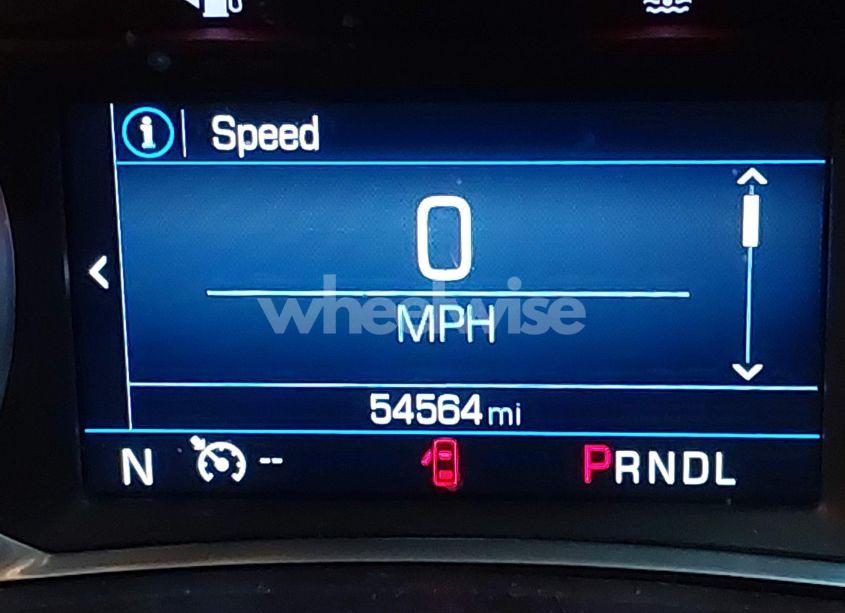 i Speed
0
wheelwise
MPH
54564 mi
N -- PRNDL